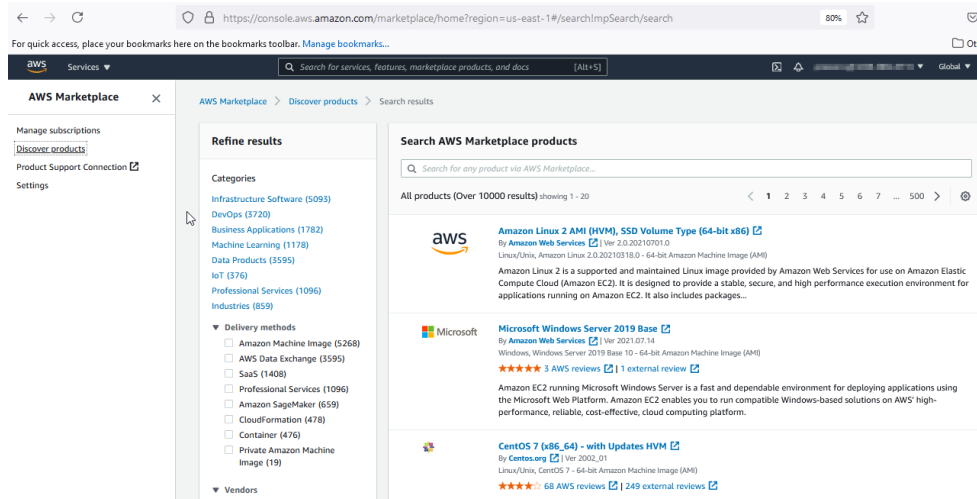 https://console.aws.amazon.com/marketplace/home?region=us-east-1#/search!mpSearch/search
80%
For quick access, place your bookmarks here on the bookmarks toolbar. Manage bookmarks...
Ot
aws
Services
Search for services, features, marketplace products, and docs
[Alt+S]
Global
AWS Marketplace
Manage subscriptions
Discover products
Product Support Connection
Settings
AWS Marketplace > Discover products > Search results
Refine results
Categories
Infrastructure Software (5093)
DevOps (3720)
Business Applications (1782)
Machine Learning (1178)
Data Products (3595)
IoT (376)
Professional Services (1096)
Industries (859)
Delivery methods
Amazon Machine Image (5268)
AWS Data Exchange (3595)
SaaS (1408)
Professional Services (1096)
Amazon SageMaker (659)
CloudFormation (478)
Container (476)
Private Amazon Machine
Image (19)
Vendors
Search AWS Marketplace products
Search for any product via AWS Marketplace...
All products (Over 10000 results) showing 1 - 20
< 1 2 3 4 5 6 7 ... 500 >
aws
Amazon Linux 2 AMI (HVM), SSD Volume Type (64-bit x86)
By Amazon Web Services | Ver 2.0.20210701.0
Linux/Unix, Amazon Linux 2.0.20210318.0 - 64-bit Amazon Machine Image (AMI)
Amazon Linux 2 is a supported and maintained Linux image provided by Amazon Web Services for use on Amazon Elastic
Compute Cloud (Amazon EC2). It is designed to provide a stable, secure, and high performance execution environment for
applications running on Amazon EC2. It also includes packages...
Microsoft
Microsoft Windows Server 2019 Base
By Amazon Web Services | Ver 2021.07.14
Windows, Windows Server 2019 Base 10 - 64-bit Amazon Machine Image (AMI)
3 AWS reviews | 1 external review
Amazon EC2 running Microsoft Windows Server is a fast and dependable environment for deploying applications using
the Microsoft Web Platform. Amazon EC2 enables you to run compatible Windows-based solutions on AWS' high-
performance, reliable, cost-effective, cloud computing platform.
CentOS 7 (x86_64) - with Updates HVM
By Centos.org | Ver 2002_01
Linux/Unix, CentOS 7 - 64-bit Amazon Machine Image (AMI)
68 AWS reviews | 249 external reviews